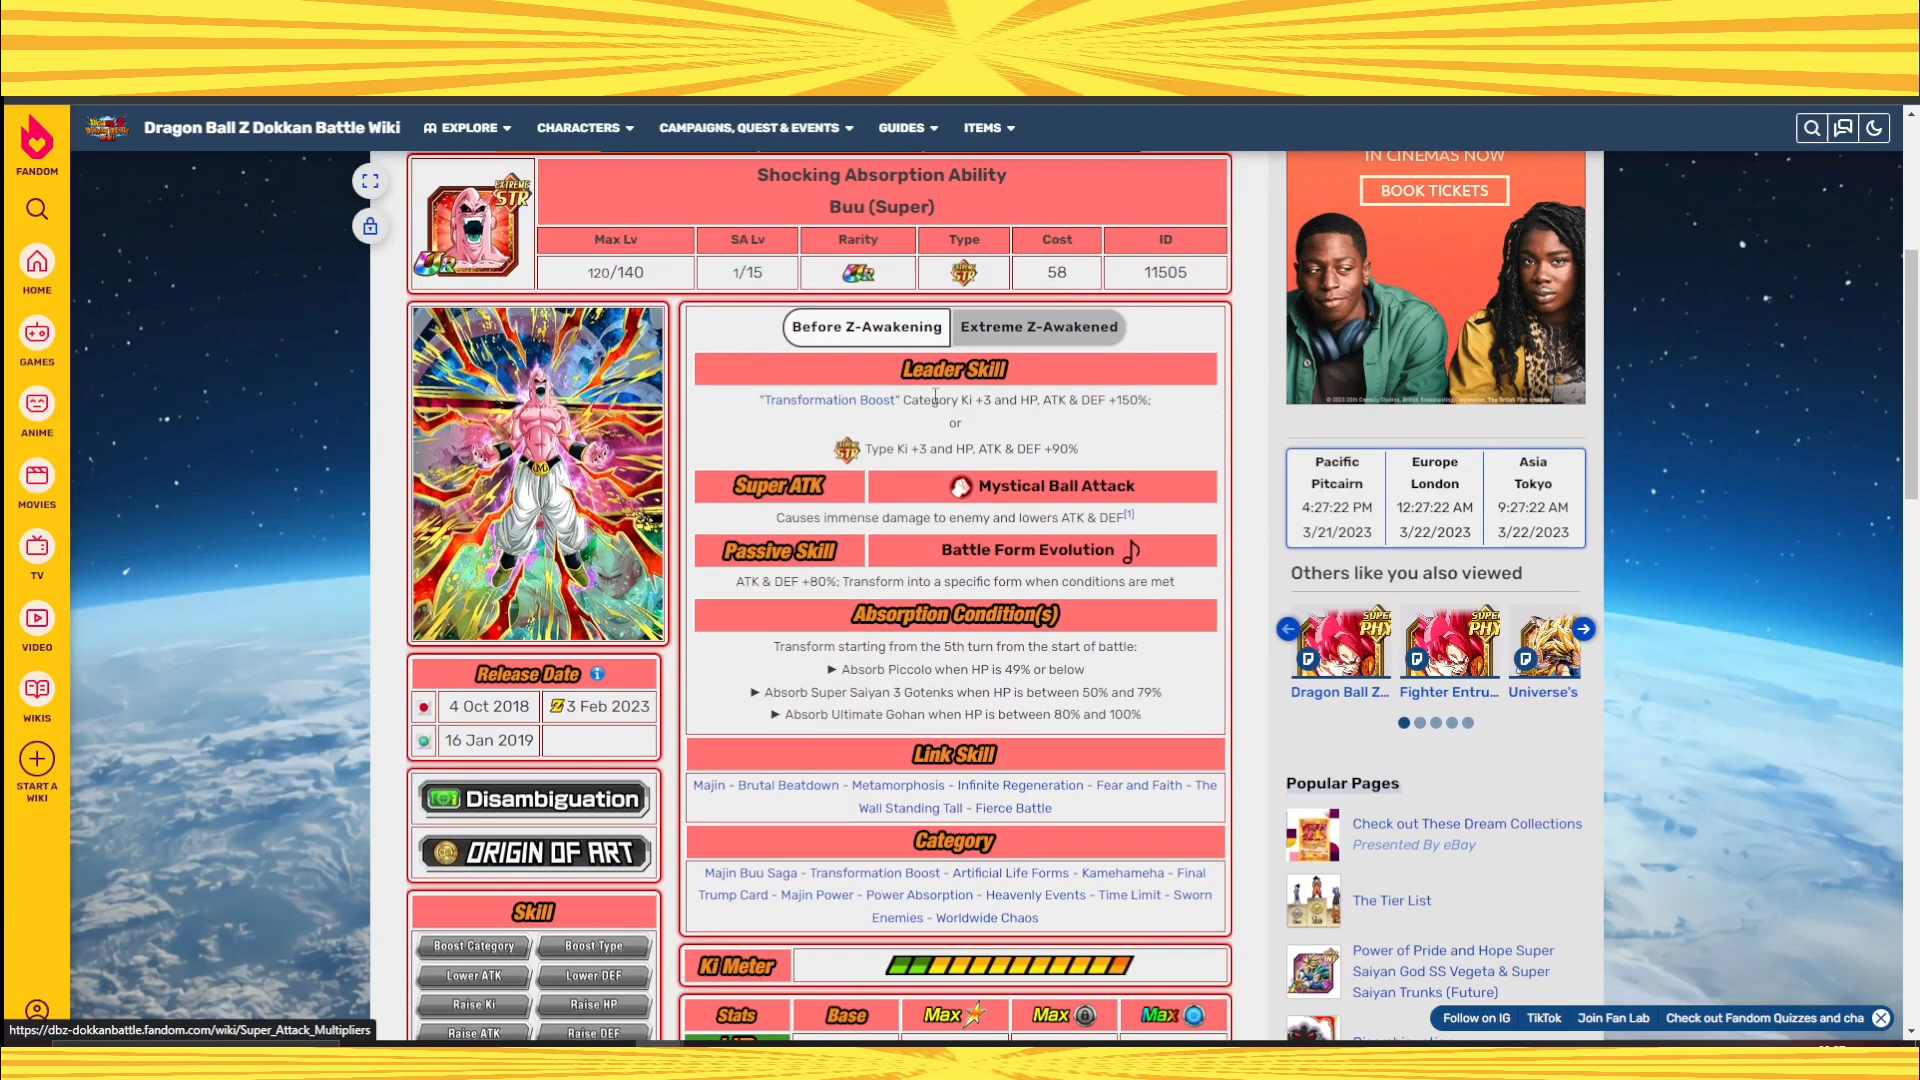 Dragon Ball Z Dokkan Battle Wiki
EXPLORE
CHARACTERS
CAMPAIGNS, QUEST & EVENTS
GUIDES
ITEMS
FANDOM
HOME
GAMES
ANIME
MOVIES
TV
VIDEO
WIKIS
START A
WIKI
EXTREME
STR
UR
Shocking Absorption Ability
Buu (Super)
Max Lv
SA Lv
Rarity
Type
Cost
ID
120/140
1/15
UR
EXTREME
STR
58
11505
Before Z-Awakening
Extreme Z-Awakened
Leader Skill
"Transformation Boost" Category Ki +3 and HP, ATK & DEF +150%;
or
Type Ki +3 and HP, ATK & DEF +90%
Super ATK
Mystical Ball Attack
Causes immense damage to enemy and lowers ATK & DEF[1]
Passive Skill
Battle Form Evolution
ATK & DEF +80%; Transform into a specific form when conditions are met
Absorption Condition(s)
Transform starting from the 5th turn from the start of battle:
► Absorb Piccolo when HP is 49% or below
► Absorb Super Saiyan 3 Gotenks when HP is between 50% and 79%
► Absorb Ultimate Gohan when HP is between 80% and 100%
Link Skill
Majin - Brutal Beatdown - Metamorphosis - Infinite Regeneration - Fear and Faith - The
Wall Standing Tall - Fierce Battle
Category
Majin Buu Saga - Transformation Boost - Artificial Life Forms - Kamehameha - Final
Trump Card - Majin Power - Power Absorption - Heavenly Events - Time Limit - Sworn
Enemies - Worldwide Chaos
Ki Meter
Stats
Base
Max
Max
Max
Release Date
4 Oct 2018
Z 3 Feb 2023
16 Jan 2019
Disambiguation
ORIGIN OF ART
Skill
Boost Category
Boost Type
Lower ATK
Lower DEF
Raise Ki
Raise HP
Raise ATK
Raise DEF
IN CINEMAS NOW
BOOK TICKETS
Pacific
Pitcairn
4:27:22 PM
3/21/2023
Europe
London
12:27:22 AM
3/22/2023
Asia
Tokyo
9:27:22 AM
3/22/2023
Others like you also viewed
SUPER
PHY
SUPER
PHY
SUPER
Dragon Ball Z...
Fighter Entru...
Universe's
Popular Pages
Check out These Dream Collections
Presented By eBay
The Tier List
Power of Pride and Hope Super
Saiyan God SS Vegeta & Super
Saiyan Trunks (Future)
Follow on IG
TikTok
Join Fan Lab
Check out Fandom Quizzes and cha
https://dbz-dokkanbattle.fandom.com/wiki/Super_Attack_Multipliers